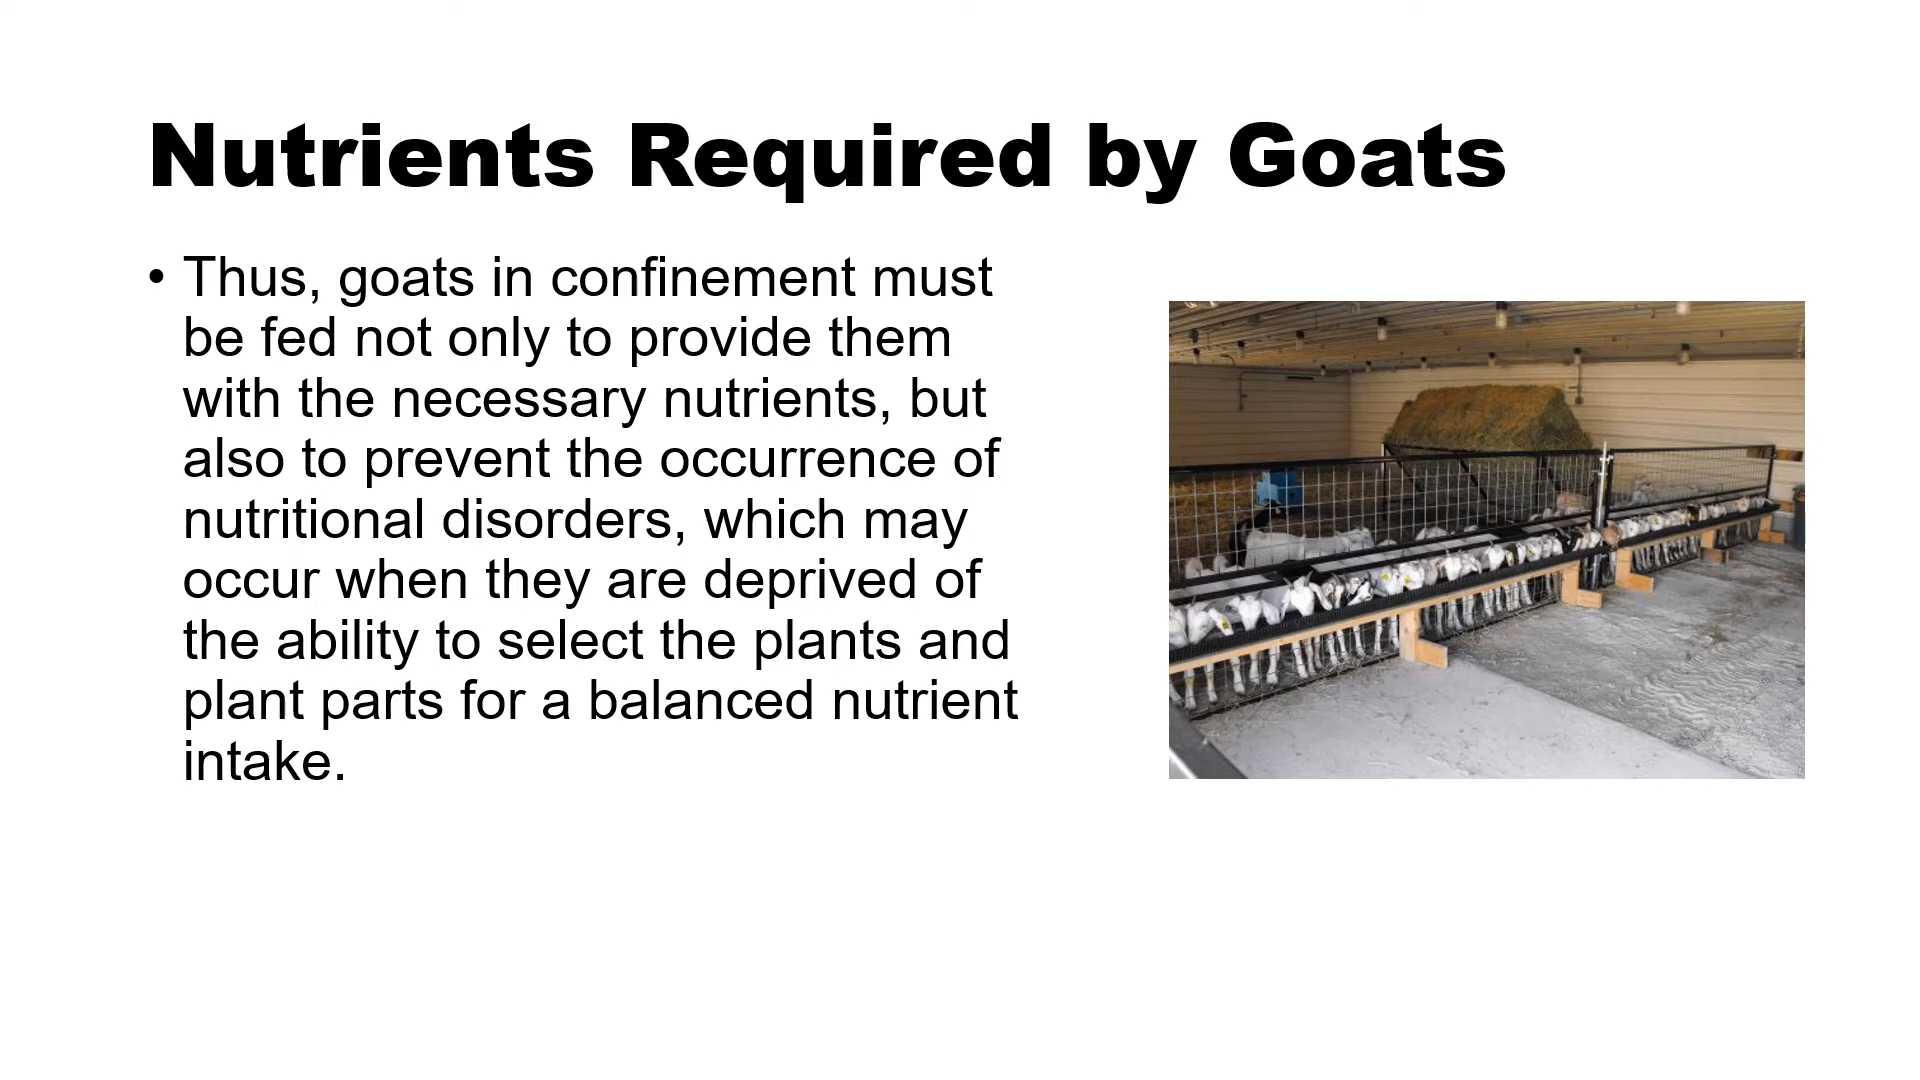 Nutrients Required by Goats
• Thus, goats in confinement must
be fed not only to provide them
with the necessary nutrients, but
also to prevent the occurrence of
nutritional disorders, which may
occur when they are deprived of
the ability to select the plants and
plant parts for a balanced nutrient
intake.